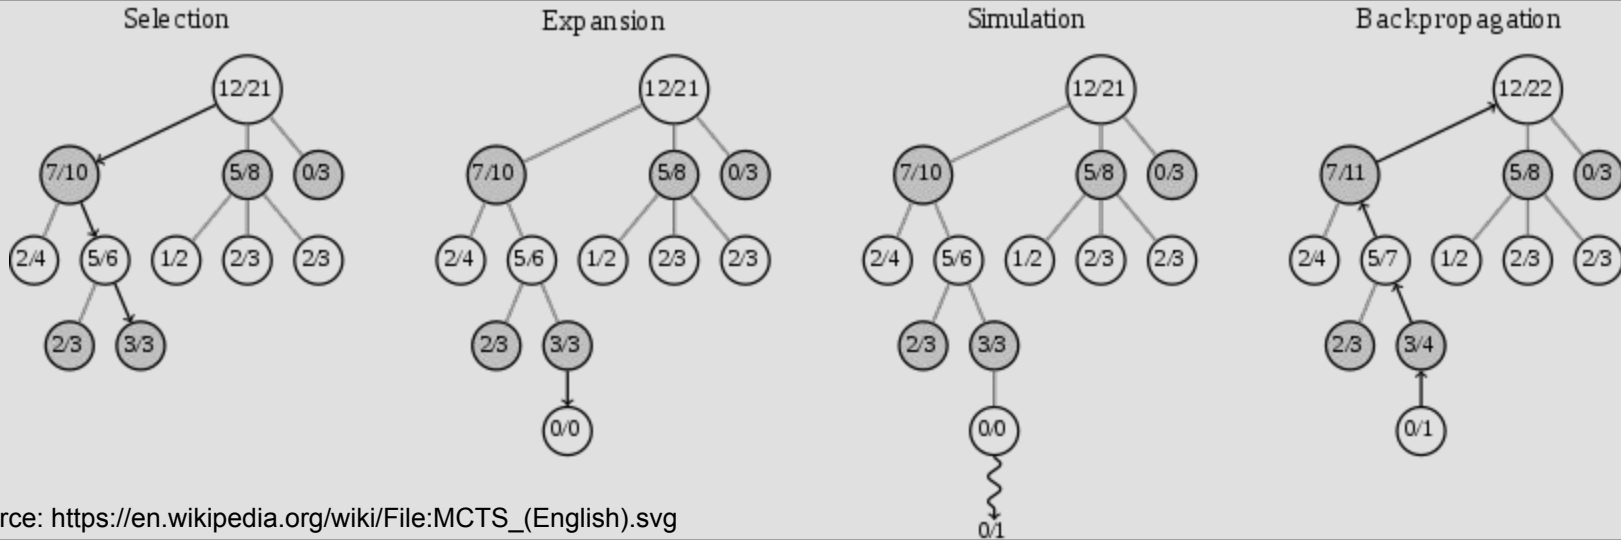 Selection
12/21
7/10 5/8 0/3
2/4 5/6 1/2 2/3 2/3
2/3 3/3
Expansion
12/21
7/10 5/8 0/3
2/4 5/6 1/2 2/3 2/3
2/3 3/3
0/0
Simulation
12/21
7/10 5/8 0/3
2/4 5/6 1/2 2/3 2/3
2/3 3/3
0/0
0/1
Backpropagation
12/22
7/11 5/8 0/3
2/4 5/7 1/2 2/3 2/3
2/3 3/4
0/1
rce: https://en.wikipedia.org/wiki/File:MCTS_(English).svg